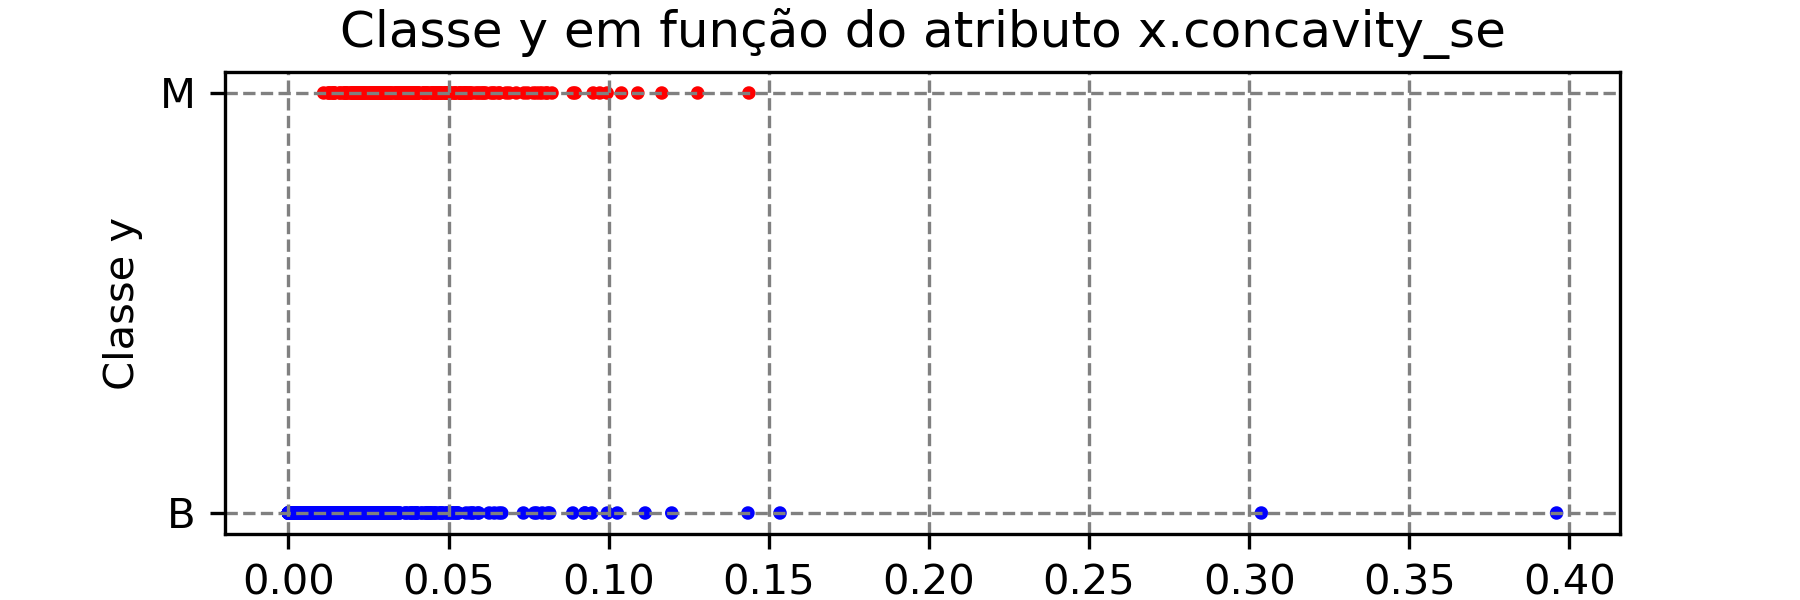 Classe y em função do atributo x.concavity_se
M
Classe y
B
0.00 0.05 0.10 0.15 0.20 0.25 0.30 0.35 0.40